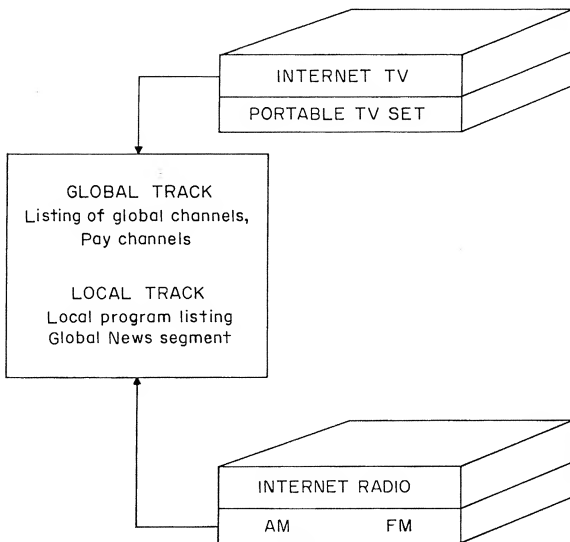 INTERNET TV
PORTABLE TV SET
GLOBAL TRACK
Listing of global channels,
Pay channels
LOCAL TRACK
Local program listing
Global News segment
INTERNET RADIO
AM FM